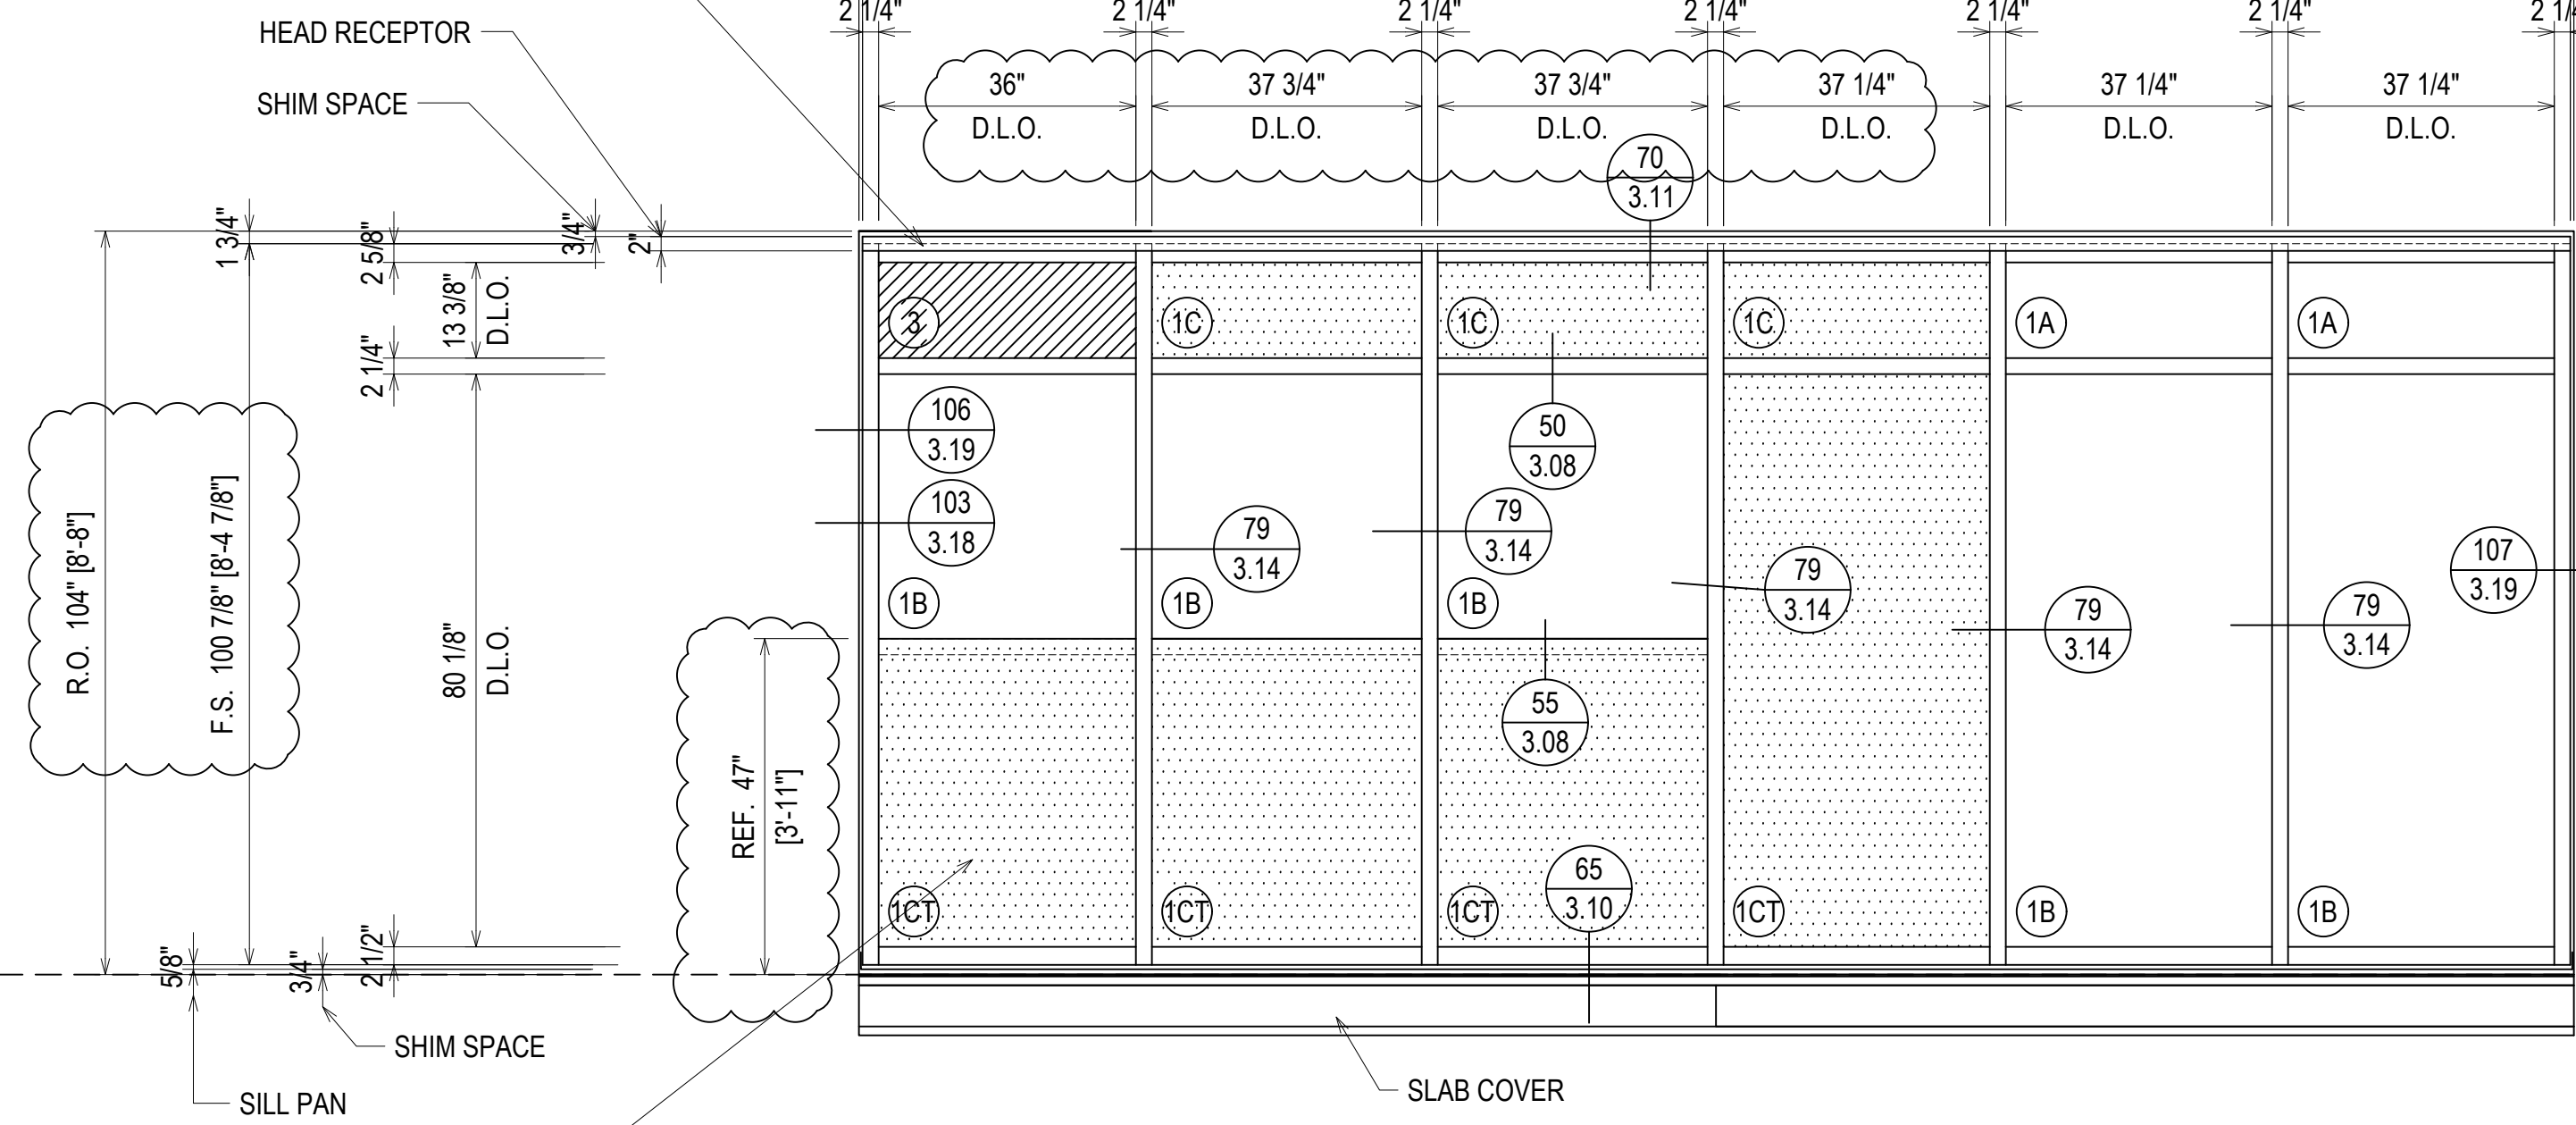 2 1/4" 2 1/4" 2 1/4" 2 1/4" 2 1/4" 2 1/4" 2 1/4"
HEAD RECEPTOR
36" 37 3/4" 37 3/4" 37 1/4" 37 1/4" 37 1/4"
SHIM SPACE
D.L.O. D.L.O. D.L.O. D.L.O. D.L.O. D.L.O.
70
3.11
1 3/4"
2 5/8"
3/4"
2"
13 3/8"
D.L.O.
2 1/4"
3 1C 1C 1C 1A 1A
106
3.19
50
3.08
103
3.18
79
3.14
79
3.14
79
3.14
79
3.14
79
3.14
107
3.19
R.O. 104" [8'-8"]
F.S. 100 7/8" [8'-4 7/8"]
80 1/8"
D.L.O.
1B 1B 1B
REF. 47"
[3'-11"]
55
3.08
65
3.10
1CT 1CT 1CT 1CT 1B 1B
5/8"
3/4"
2 1/2"
SHIM SPACE
SLAB COVER
SILL PAN